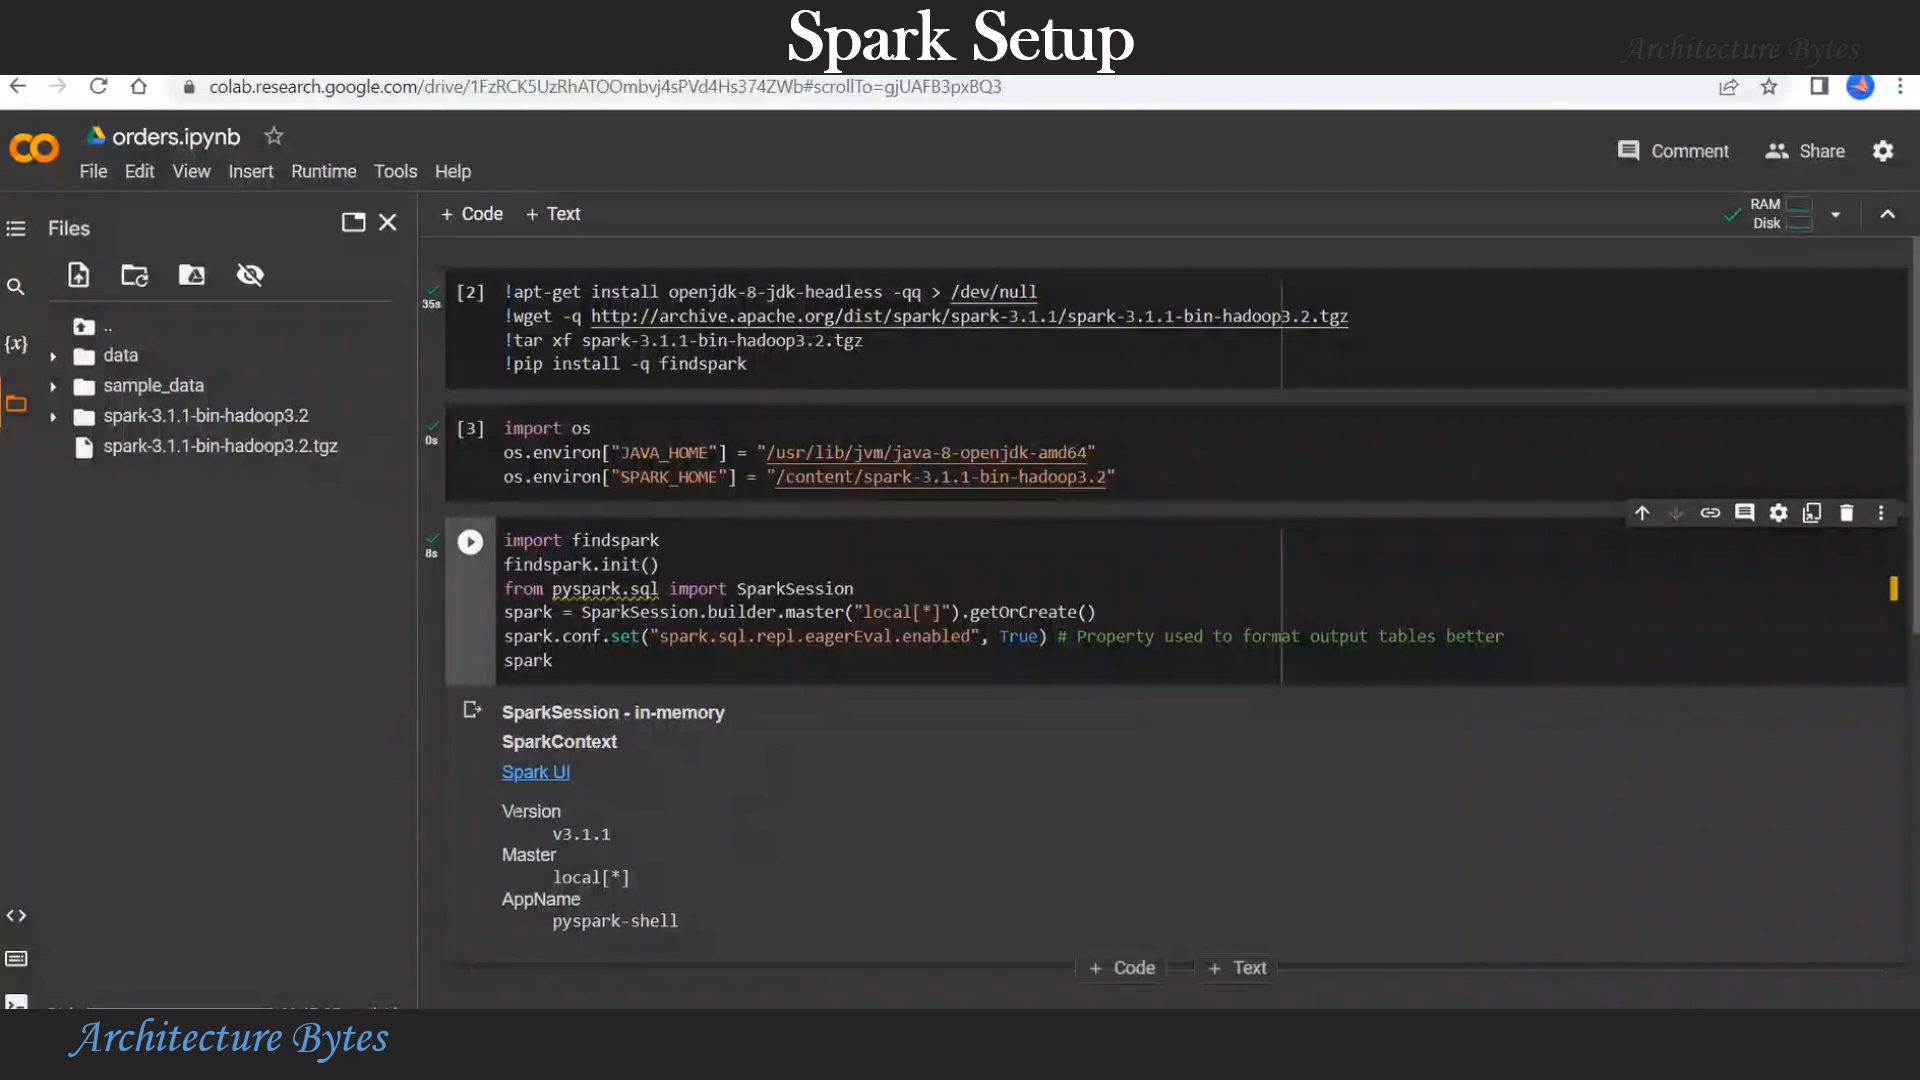 Spark Setup
Architecture Bytes
colab.research.google.com/drive/1FzRCK5UzRhATOOmbvj4sPVd4Hs374ZWb#scrollTo=gjUAFB3pxBQ3
orders.ipynb
File Edit View Insert Runtime Tools Help
Comment Share
Files
+ Code + Text
RAM
Disk
..
data
sample_data
spark-3.1.1-bin-hadoop3.2
spark-3.1.1-bin-hadoop3.2.tgz
35s
[2] !apt-get install openjdk-8-jdk-headless -qq > /dev/null
!wget -q http://archive.apache.org/dist/spark/spark-3.1.1/spark-3.1.1-bin-hadoop3.2.tgz
!tar xf spark-3.1.1-bin-hadoop3.2.tgz
!pip install -q findspark
0s
[3] import os
os.environ["JAVA_HOME"] = "/usr/lib/jvm/java-8-openjdk-amd64"
os.environ["SPARK_HOME"] = "/content/spark-3.1.1-bin-hadoop3.2"
8s
import findspark
findspark.init()
from pyspark.sql import SparkSession
spark = SparkSession.builder.master("local[*]").getOrCreate()
spark.conf.set("spark.sql.repl.eagerEval.enabled", True) # Property used to format output tables better
spark
SparkSession - in-memory
SparkContext
Spark UI
Version
v3.1.1
Master
local[*]
AppName
pyspark-shell
+ Code + Text
Architecture Bytes